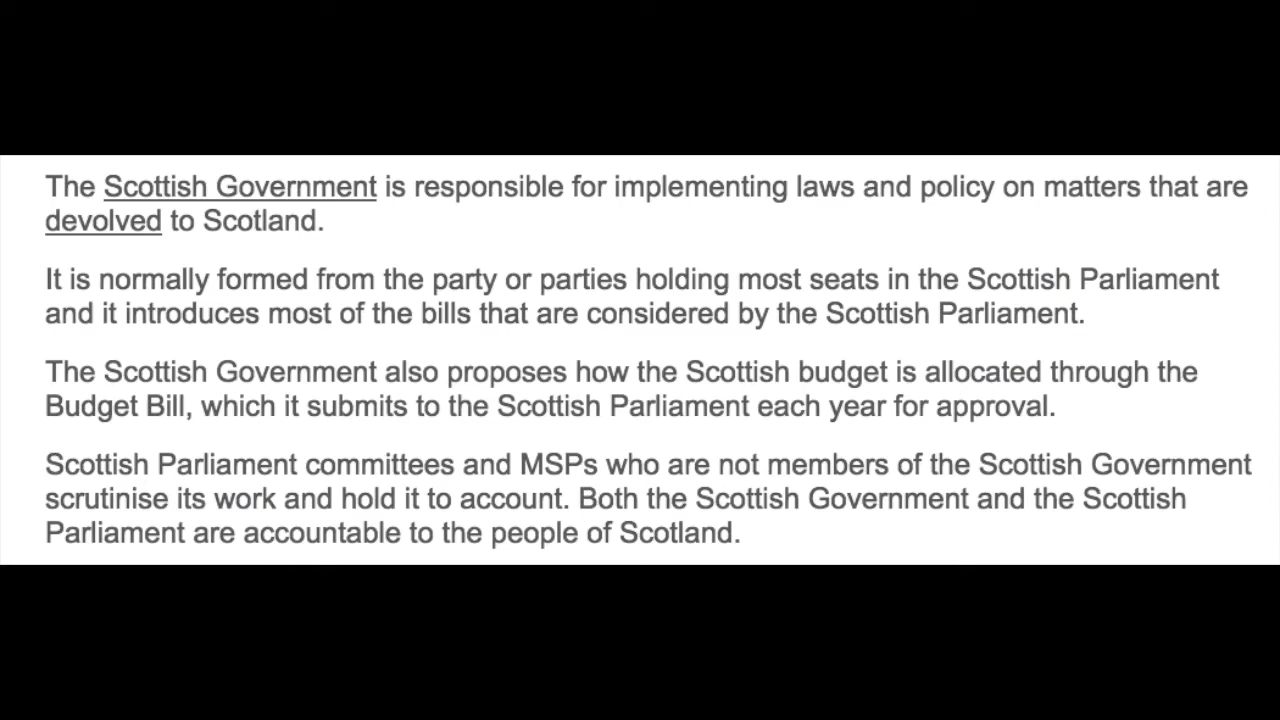 The Scottish Government is responsible for implementing laws and policy on matters that are
devolved to Scotland.
It is normally formed from the party or parties holding most seats in the Scottish Parliament
and it introduces most of the bills that are considered by the Scottish Parliament.
The Scottish Government also proposes how the Scottish budget is allocated through the
Budget Bill, which it submits to the Scottish Parliament each year for approval.
Scottish Parliament committees and MSPs who are not members of the Scottish Government
scrutinise its work and hold it to account. Both the Scottish Government and the Scottish
Parliament are accountable to the people of Scotland.